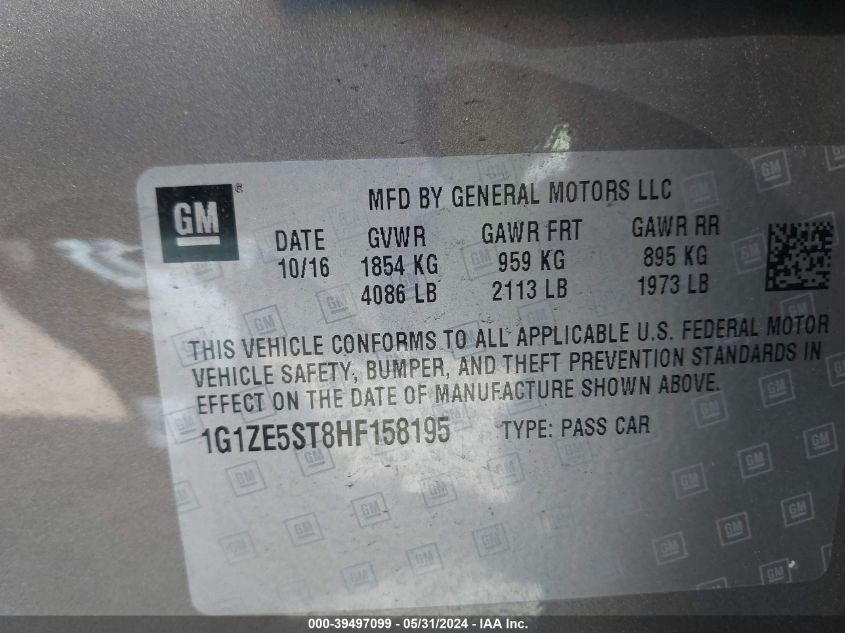 GM ®
MFD BY GENERAL MOTORS LLC
DATE GVWR GAWR FRT GAWR RR
10/16 1854 KG 959 KG 895 KG
4086 LB 2113 LB 1973 LB
THIS VEHICLE CONFORMS TO ALL APPLICABLE U.S. FEDERAL MOTOR
VEHICLE SAFETY, BUMPER, AND THEFT PREVENTION STANDARDS IN
EFFECT ON THE DATE OF MANUFACTURE SHOWN ABOVE.
1G1ZE5ST8HF158195 TYPE: PASS CAR
000-39497099 - 05/31/2024 - IAA Inc.